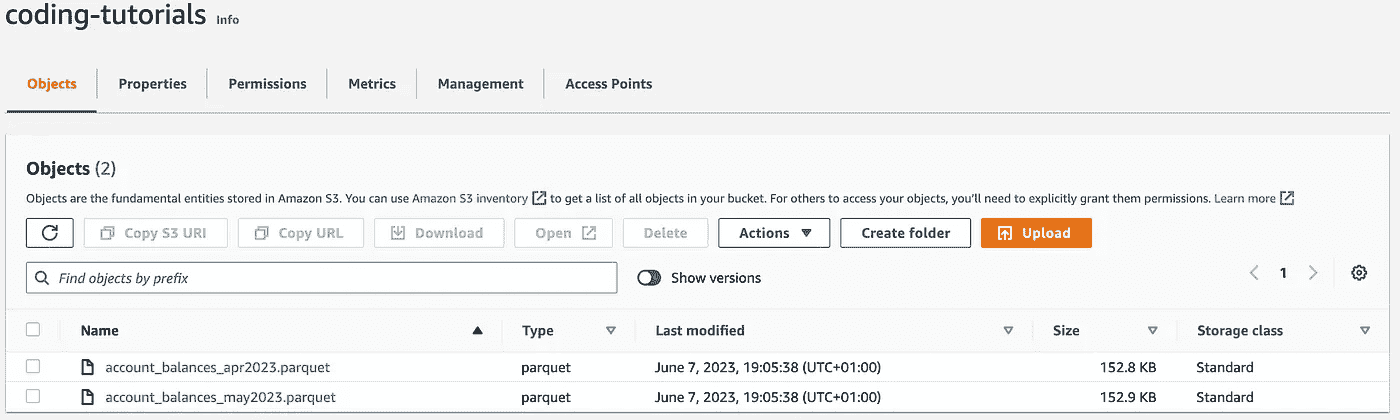 coding-tutorials Info
Objects Properties Permissions Metrics Management Access Points
Objects (2)
Objects are the fundamental entities stored in Amazon S3. You can use Amazon S3 inventory to get a list of all objects in your bucket. For others to access your objects, you'll need to explicitly grant them permissions. Learn more
Copy S3 URI Copy URL Download Open Delete Actions Create folder Upload
Find objects by prefix Show versions 1
Name Type Last modified Size Storage class
account_balances_apr2023.parquet parquet June 7, 2023, 19:05:38 (UTC+01:00) 152.8 KB Standard
account_balances_may2023.parquet parquet June 7, 2023, 19:05:38 (UTC+01:00) 152.9 KB Standard